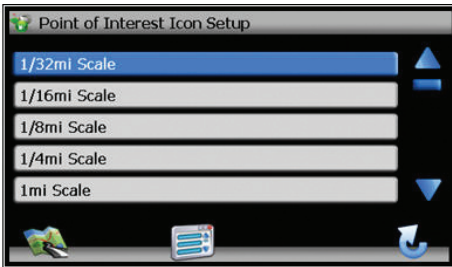 Point of Interest Icon Setup
1/32mi Scale
1/16mi Scale
1/8mi Scale
1/4mi Scale
1mi Scale